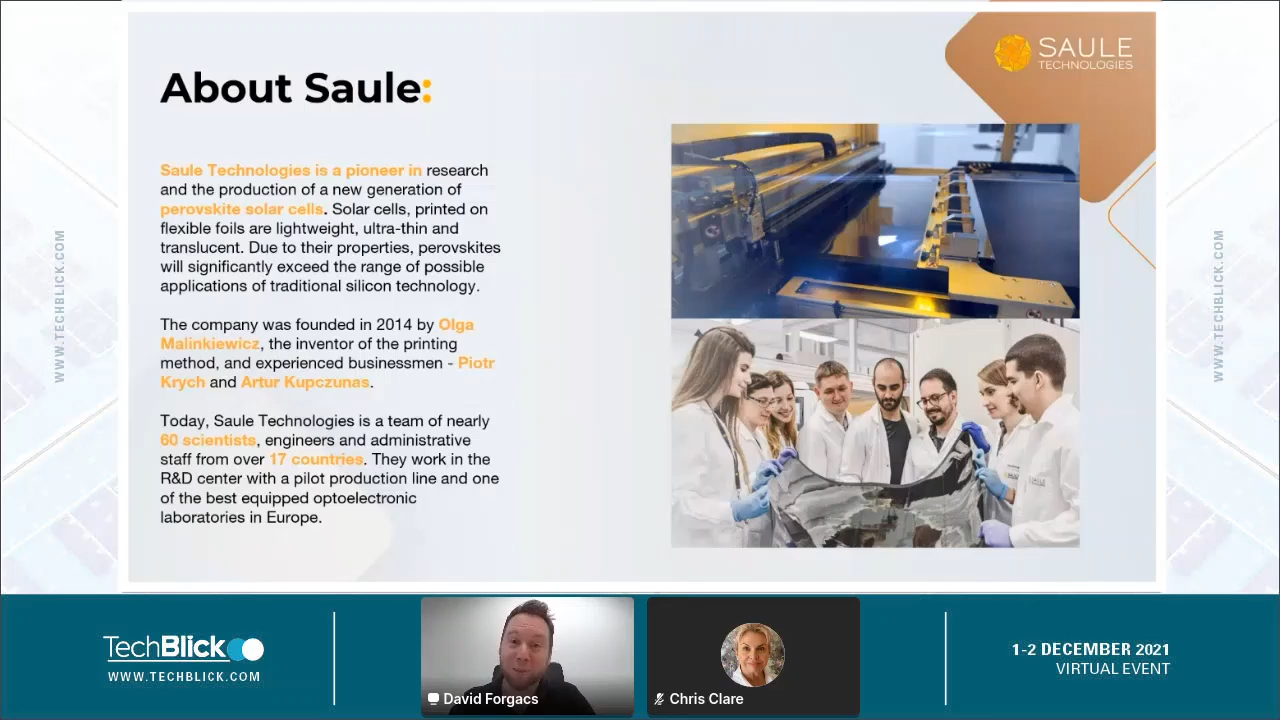 SAULE
TECHNOLOGIES
About Saule:
Saule Technologies is a pioneer in research
and the production of a new generation of
perovskite solar cells. Solar cells, printed on
flexible foils are lightweight, ultra-thin and
translucent. Due to their properties, perovskites
will significantly exceed the range of possible
applications of traditional silicon technology.
The company was founded in 2014 by Olga
Malinkiewicz, the inventor of the printing
method, and experienced businessmen - Piotr
Krych and Artur Kupczunas.
Today, Saule Technologies is a team of nearly
60 scientists, engineers and administrative
staff from over 17 countries. They work in the
R&D center with a pilot production line and one
of the best equipped optoelectronic
laboratories in Europe.
WWW.TECHBLICK.COM
WWW.TECHBLICK.COM
TechBlick
WWW.TECHBLICK.COM
David Forgacs
Chris Clare
1-2 DECEMBER 2021
VIRTUAL EVENT